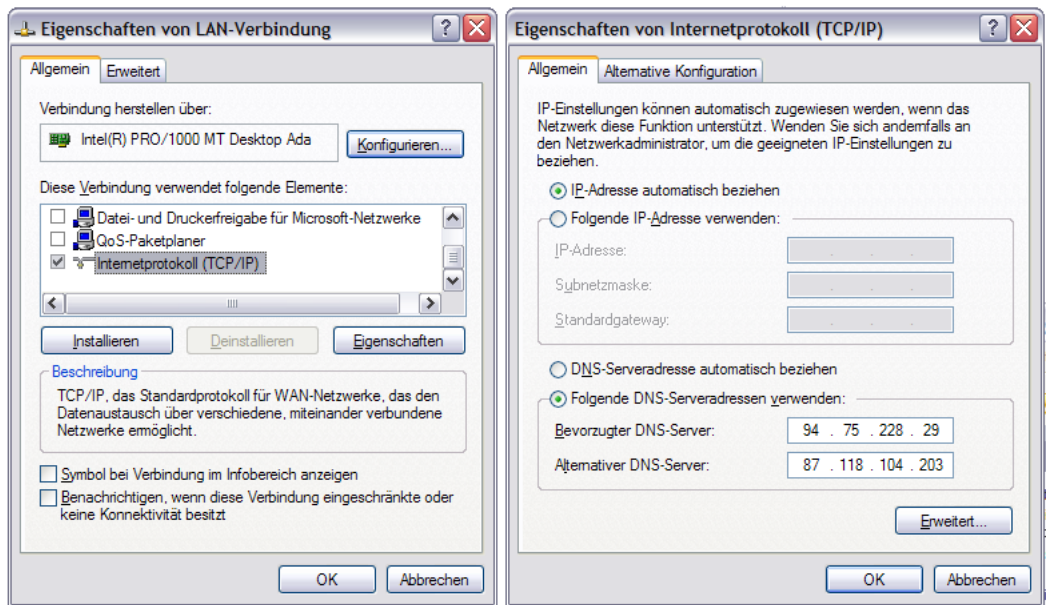 Eigenschaften von LAN-Verbindung
Allgemein
Erweitert
Verbindung herstellen über:
Intel(R) PRO/1000 MT Desktop Ada
Konfigurieren...
Diese Verbindung verwendet folgende Elemente:
Datei- und Druckerfreigabe für Microsoft-Netzwerke
QoS-Paketplaner
Internetprotokoll (TCP/IP)
Installieren
Deinstallieren
Eigenschaften
Beschreibung
TCP/IP, das Standardprotokoll für WAN-Netzwerke, das den
Datenaustausch über verschiedene, miteinander verbundene
Netzwerke ermöglicht.
Symbol bei Verbindung im Infobereich anzeigen
Benachrichtigen, wenn diese Verbindung eingeschränkte oder
keine Konnektivität besitzt
OK
Abbrechen
Eigenschaften von Internetprotokoll (TCP/IP)
Allgemein
Alternative Konfiguration
IP-Einstellungen können automatisch zugewiesen werden, wenn das
Netzwerk diese Funktion unterstützt. Wenden Sie sich andernfalls an
den Netzwerkadministrator, um die geeigneten IP-Einstellungen zu
beziehen.
IP-Adresse automatisch beziehen
Folgende IP-Adresse verwenden:
IP-Adresse:
Subnetzmaske:
Standardgateway:
DNS-Serveradresse automatisch beziehen
Folgende DNS-Serveradressen verwenden:
Bevorzugter DNS-Server: 94 . 75 . 228 . 29
Alternativer DNS-Server: 87 . 118 . 104 . 203
Erweitert...
OK
Abbrechen